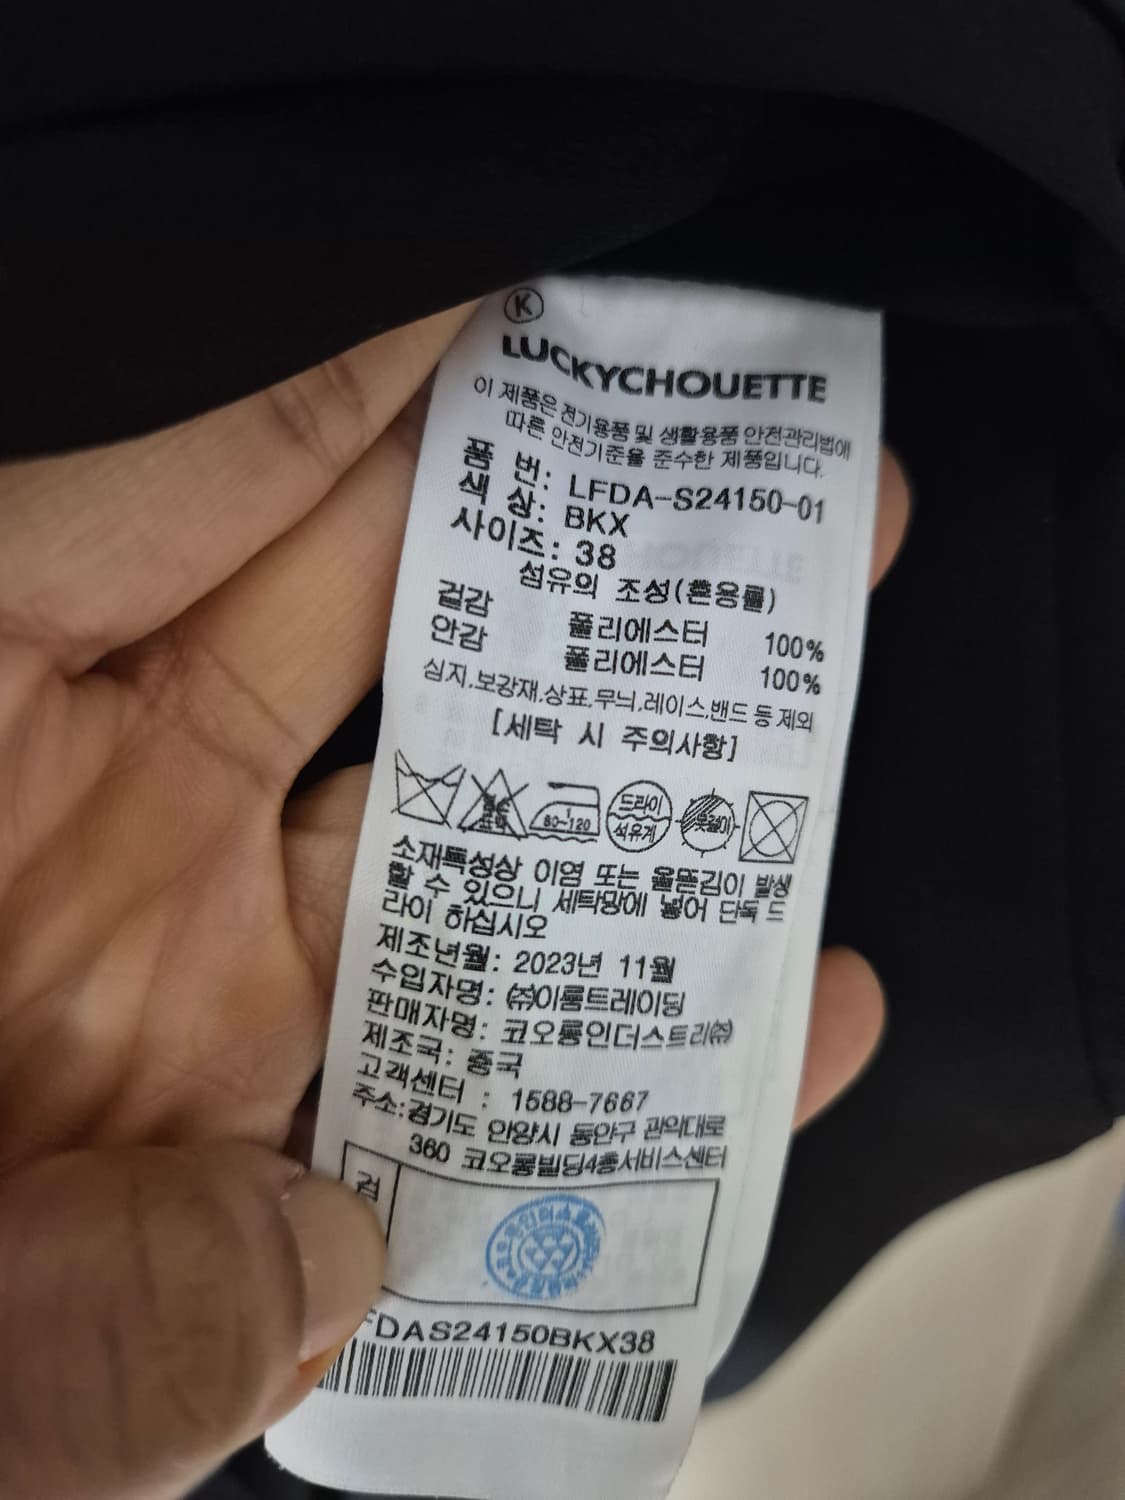 K
LUCKYCHOUETTE
이 제품은 전기용품 및 생활용품 안전관리법에
따른 안전기준을 준수한 제품입니다.
품 번: LFDA-S24150-01
색 상: BKX
사이즈: 38
섬유의 조성(혼용률)
겉감 폴리에스터 100%
안감 폴리에스터 100%
심지,보강재,상표,무늬,레이스,밴드 등 제외
[세탁 시 주의사항]
염소
표백
1
80~120
드라이
석유계
옷걸이
소재특성상 이염 또는 올뜯김이 발생
할 수 있으니 세탁망에 넣어 단독 드
라이 하십시오
제조년월: 2023년 11월
수입자명: ㈜이룸트레이딩
판매자명: 코오롱인더스트리㈜
제조국: 중국
고객센터 : 1588-7667
주소:경기도 안양시 동안구 관악대로
360 코오롱빌딩4층서비스센터
검
FDAS24150BKX38